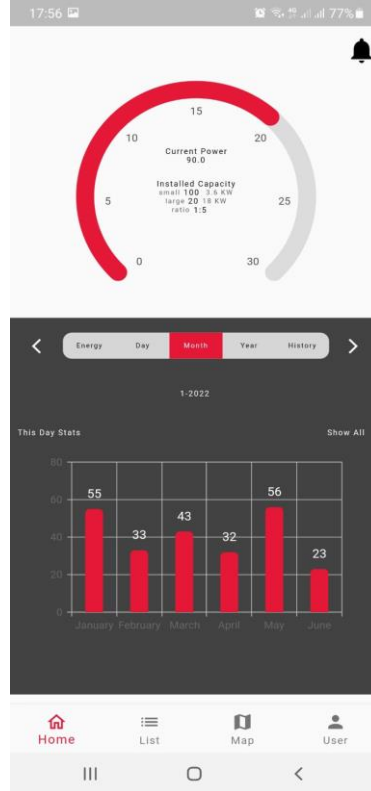 17:56 77%
15
10 20
Current Power
90.0
Installed Capacity
small 100 3.6 KW
large 20 18 KW
ratio 1:5
5 25
0 30
Energy Day Month Year History
1-2022
This Day Stats Show All
80
60
40
20
0
55 33 43 32 56 23
January February March April May June
Home List Map User